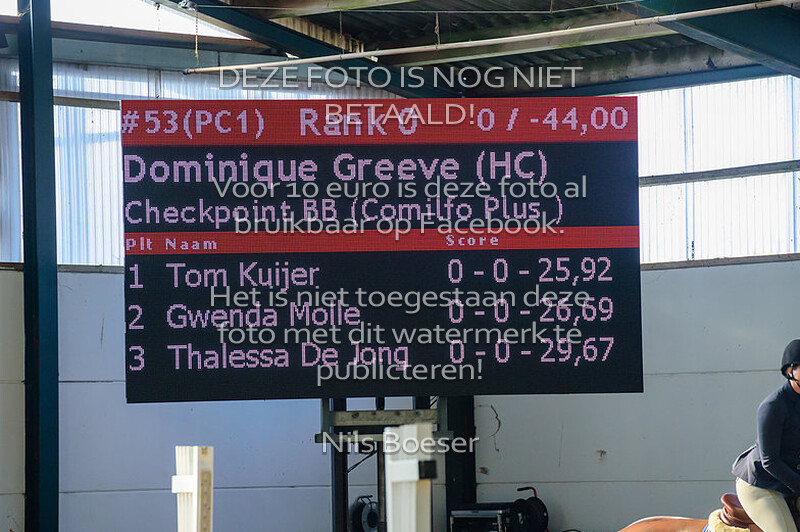 DEZE FOTO IS NOG NIET
BETAALD!
#53(PC1) Rank 0 0 / -44,00
Dominique Greeve (HC)
Voor 10 euro is deze foto al
Checkpoint BB (Comilfo Plus )
bruikbaar op Facebook.
Plt Naam Score
1 Tom Kuijer 0 - 0 - 25,92
Het is niet toegestaan deze
2 Gwenda Molle 0 - 0 - 26,69
foto met dit watermerk te
3 Thalessa De Jong 0 - 0 - 29,67
publiceren!
Nils Boeser